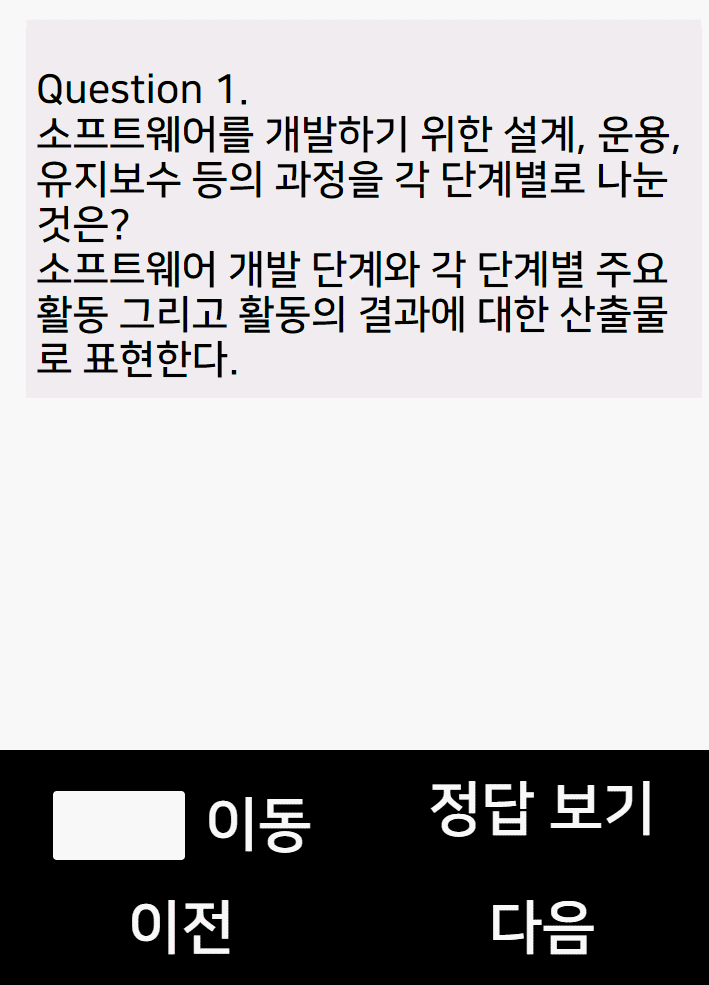 Question 1.
소프트웨어를 개발하기 위한 설계, 운용,
유지보수 등의 과정을 각 단계별로 나눈
것은?
소프트웨어 개발 단계와 각 단계별 주요
활동 그리고 활동의 결과에 대한 산출물
로 표현한다.
이동
정답 보기
이전
다음